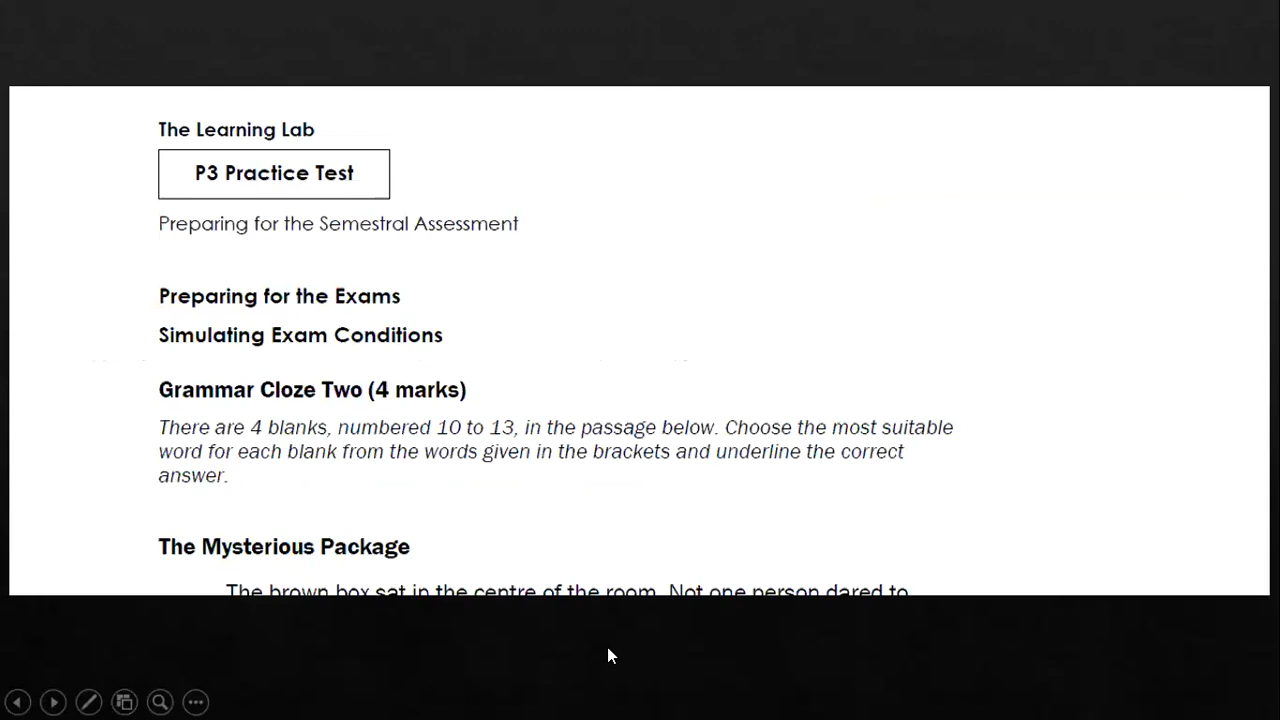 The Learning Lab
P3 Practice Test
Preparing for the Semestral Assessment
Preparing for the Exams
Simulating Exam Conditions
Grammar Cloze Two (4 marks)
There are 4 blanks, numbered 10 to 13, in the passage below. Choose the most suitable
word for each blank from the words given in the brackets and underline the correct
answer.
The Mysterious Package
The brown box sat in the centre of the room. Not one person dared to